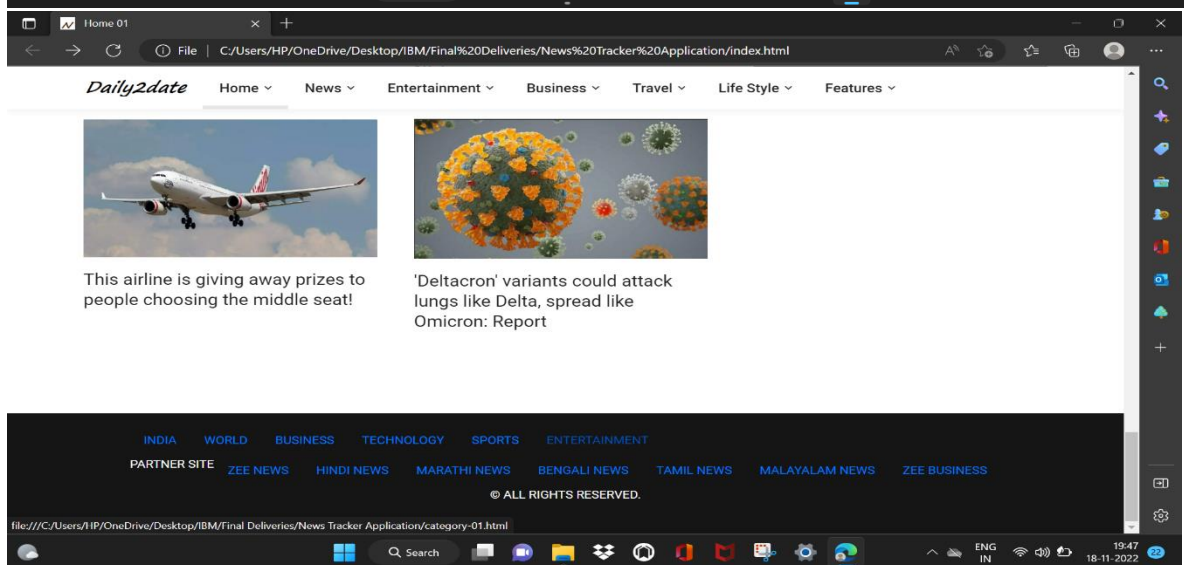 Home 01
File | C:/Users/HP/OneDrive/Desktop/IBM/Final%20Deliveries/News%20Tracker%20Application/index.html
Daily2date Home News Entertainment Business Travel Life Style Features
This airline is giving away prizes to
people choosing the middle seat!
'Deltacron' variants could attack
lungs like Delta, spread like
Omicron: Report
INDIA WORLD BUSINESS TECHNOLOGY SPORTS ENTERTAINMENT
PARTNER SITE ZEE NEWS HINDI NEWS MARATHI NEWS BENGALI NEWS TAMIL NEWS MALAYALAM NEWS ZEE BUSINESS
© ALL RIGHTS RESERVED.
file:///C:/Users/HP/OneDrive/Desktop/IBM/Final Deliveries/News Tracker Application/category-01.html
Search
ENG
IN
19:47
18-11-2022
22